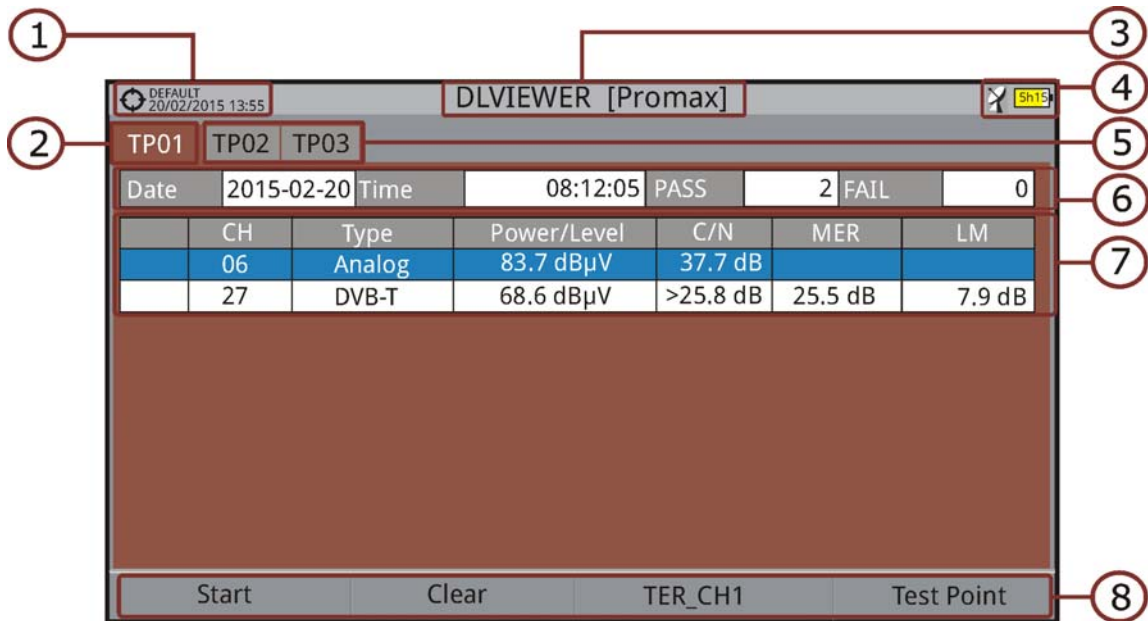 1
3
DEFAULT
20/02/2015 13:55
DLVIEWER [Promax]
5h15
4
2
TP01 TP02 TP03
5
Date 2015-02-20 Time 08:12:05 PASS 2 FAIL 0
6
CH Type Power/Level C/N MER LM
06 Analog 83.7 dBµV 37.7 dB
7
27 DVB-T 68.6 dBµV >25.8 dB 25.5 dB 7.9 dB
Start Clear TER_CH1 Test Point
8